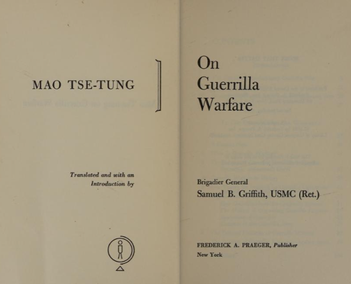 MAO TSE-TUNG
Translated and with an
Introduction by
On
Guerrilla
Warfare
Brigadier General
Samuel B. Griffith, USMC (Ret.)
FREDERICK A. PRAEGER, Publisher
New York